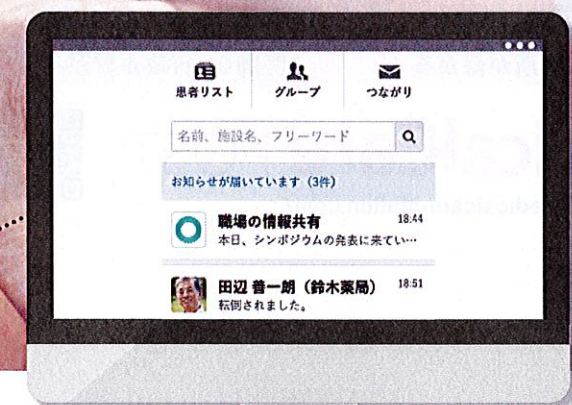 患者リスト
グループ
つながり
名前、施設名、フリーワード
お知らせが届いています（3件）
職場の情報共有 18:44
本日、シンポジウムの発表に来てい…
田辺 善一朗（鈴木薬局） 18:51
転倒されました。